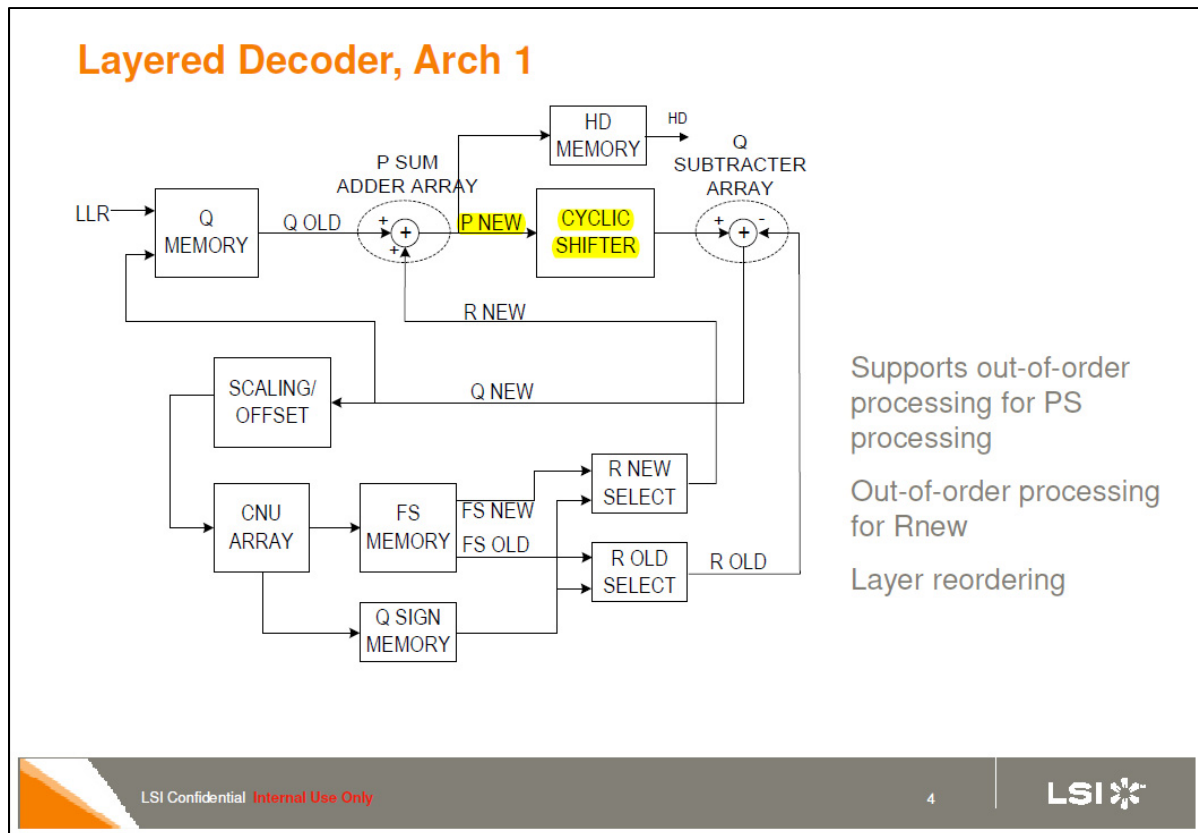 Layered Decoder, Arch 1
HD
MEMORY
HD
P SUM
ADDER ARRAY
Q
SUBTRACTER
ARRAY
LLR
Q
MEMORY
Q OLD
+
+
+
P NEW
CYCLIC
SHIFTER
+
+
-
R NEW
SCALING/
OFFSET
Q NEW
CNU
ARRAY
FS
MEMORY
FS NEW
FS OLD
R NEW
SELECT
R OLD
SELECT
R OLD
Q SIGN
MEMORY
Supports out-of-order
processing for PS
processing
Out-of-order processing
for Rnew
Layer reordering
LSI Confidential Internal Use Only
4
LSI